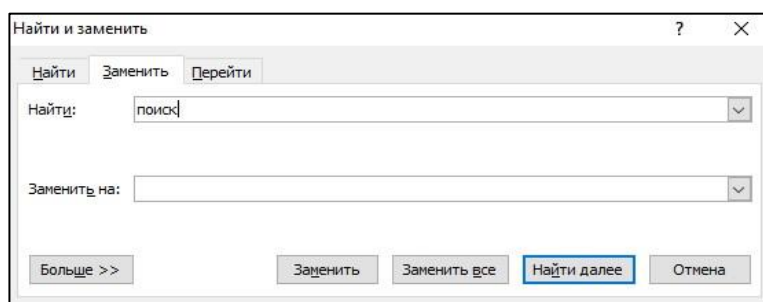 Найти и заменить ?
Найти Заменить Перейти
Найти: поиск
Заменить на:
Больше >> Заменить Заменить все Найти далее Отмена